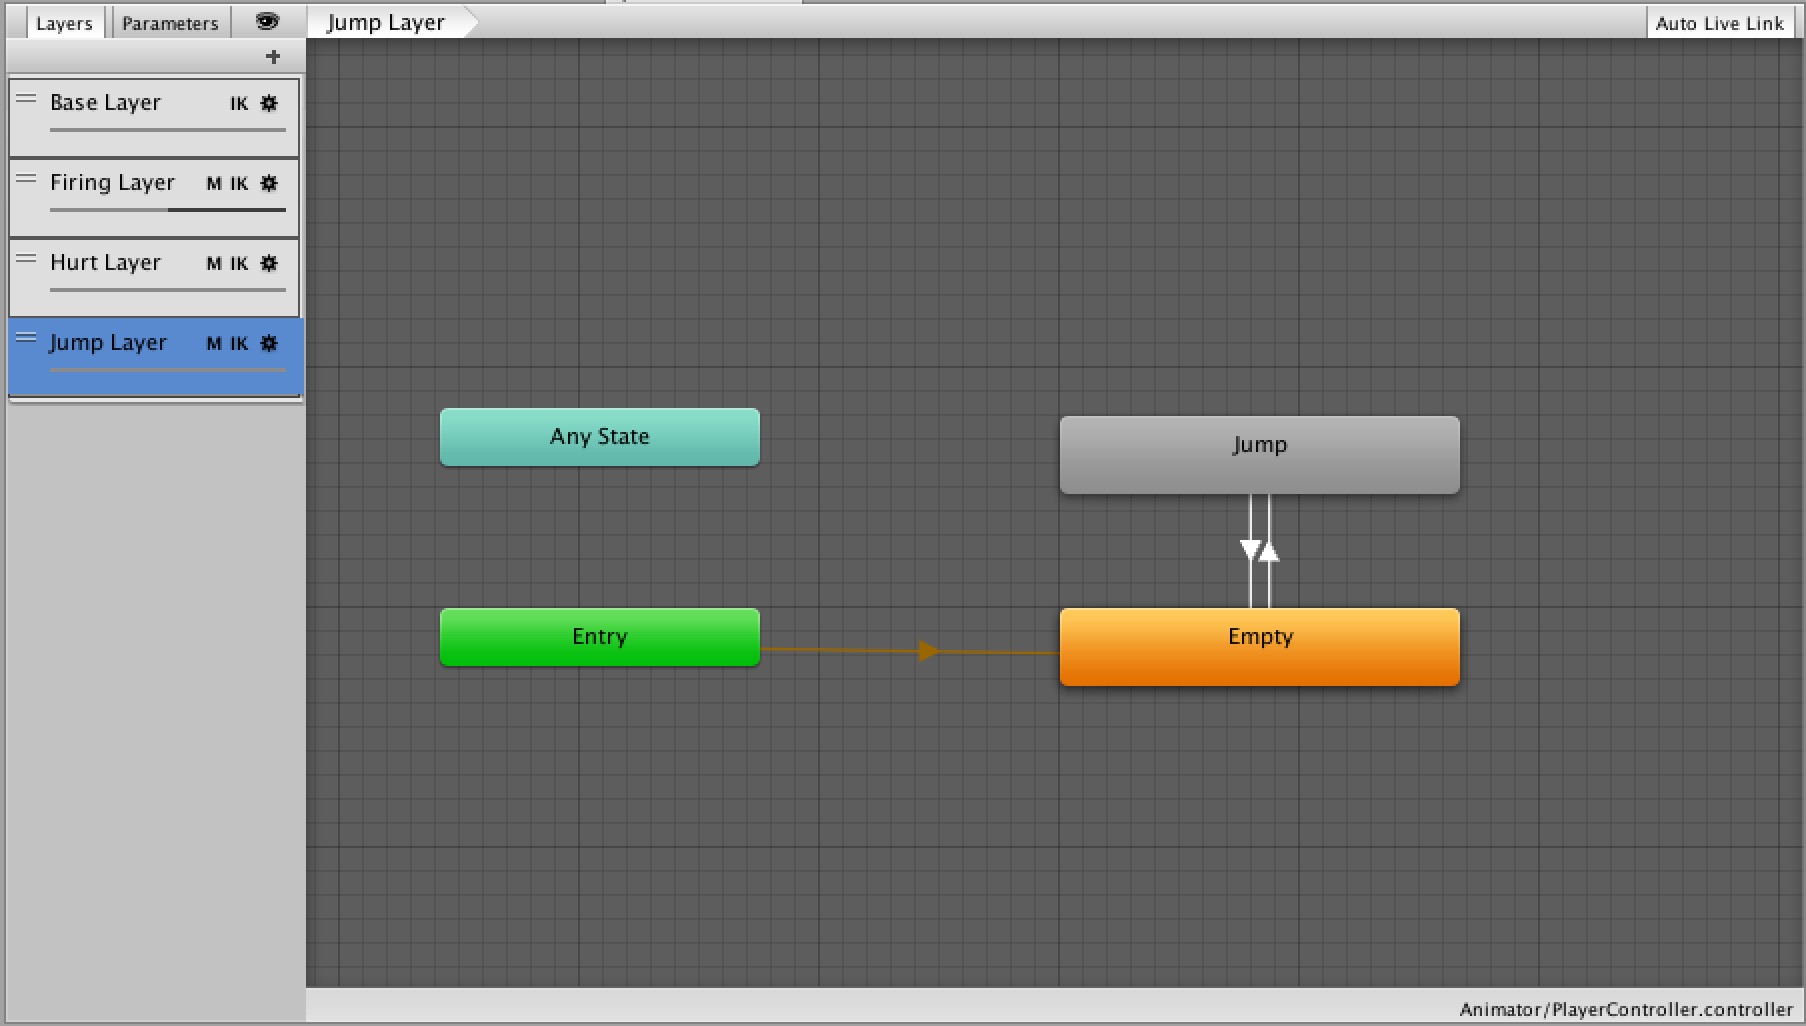 Layers
Parameters
Jump Layer
Auto Live Link
+
Base Layer IK
Firing Layer M IK
Hurt Layer M IK
Jump Layer M IK
Any State
Jump
Entry
Empty
Animator/PlayerController.controller